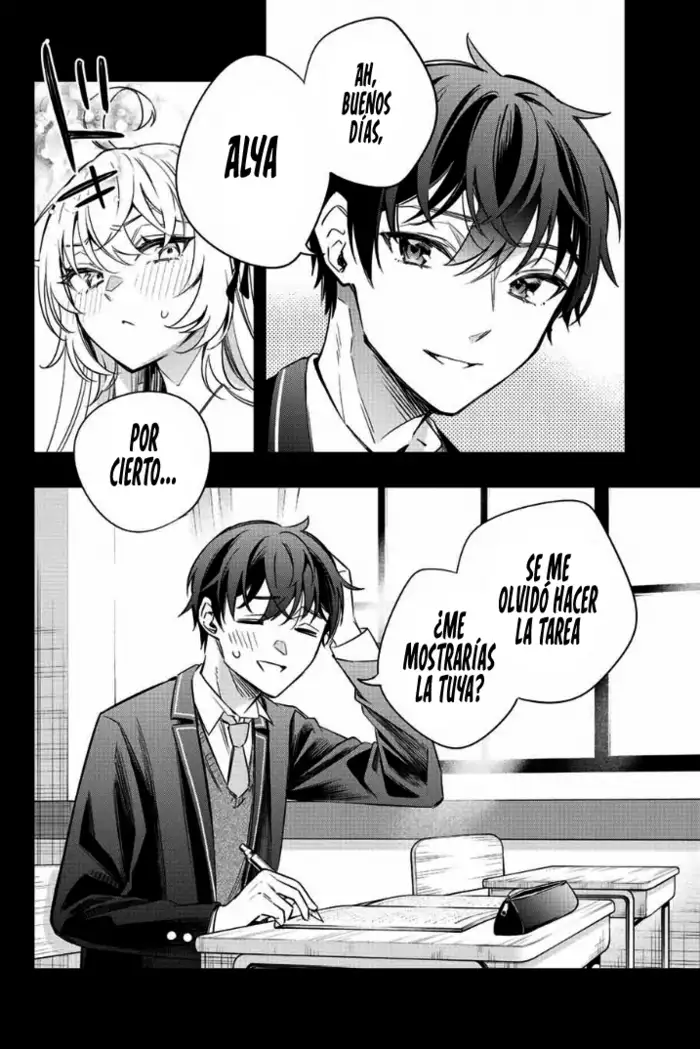 AH,
BUENOS
DÍAS,
ALYA
POR
CIERTO...
SE ME
OLVIDÓ HACER
LA TAREA
¿ME
MOSTRARÍAS
LA TUYA?